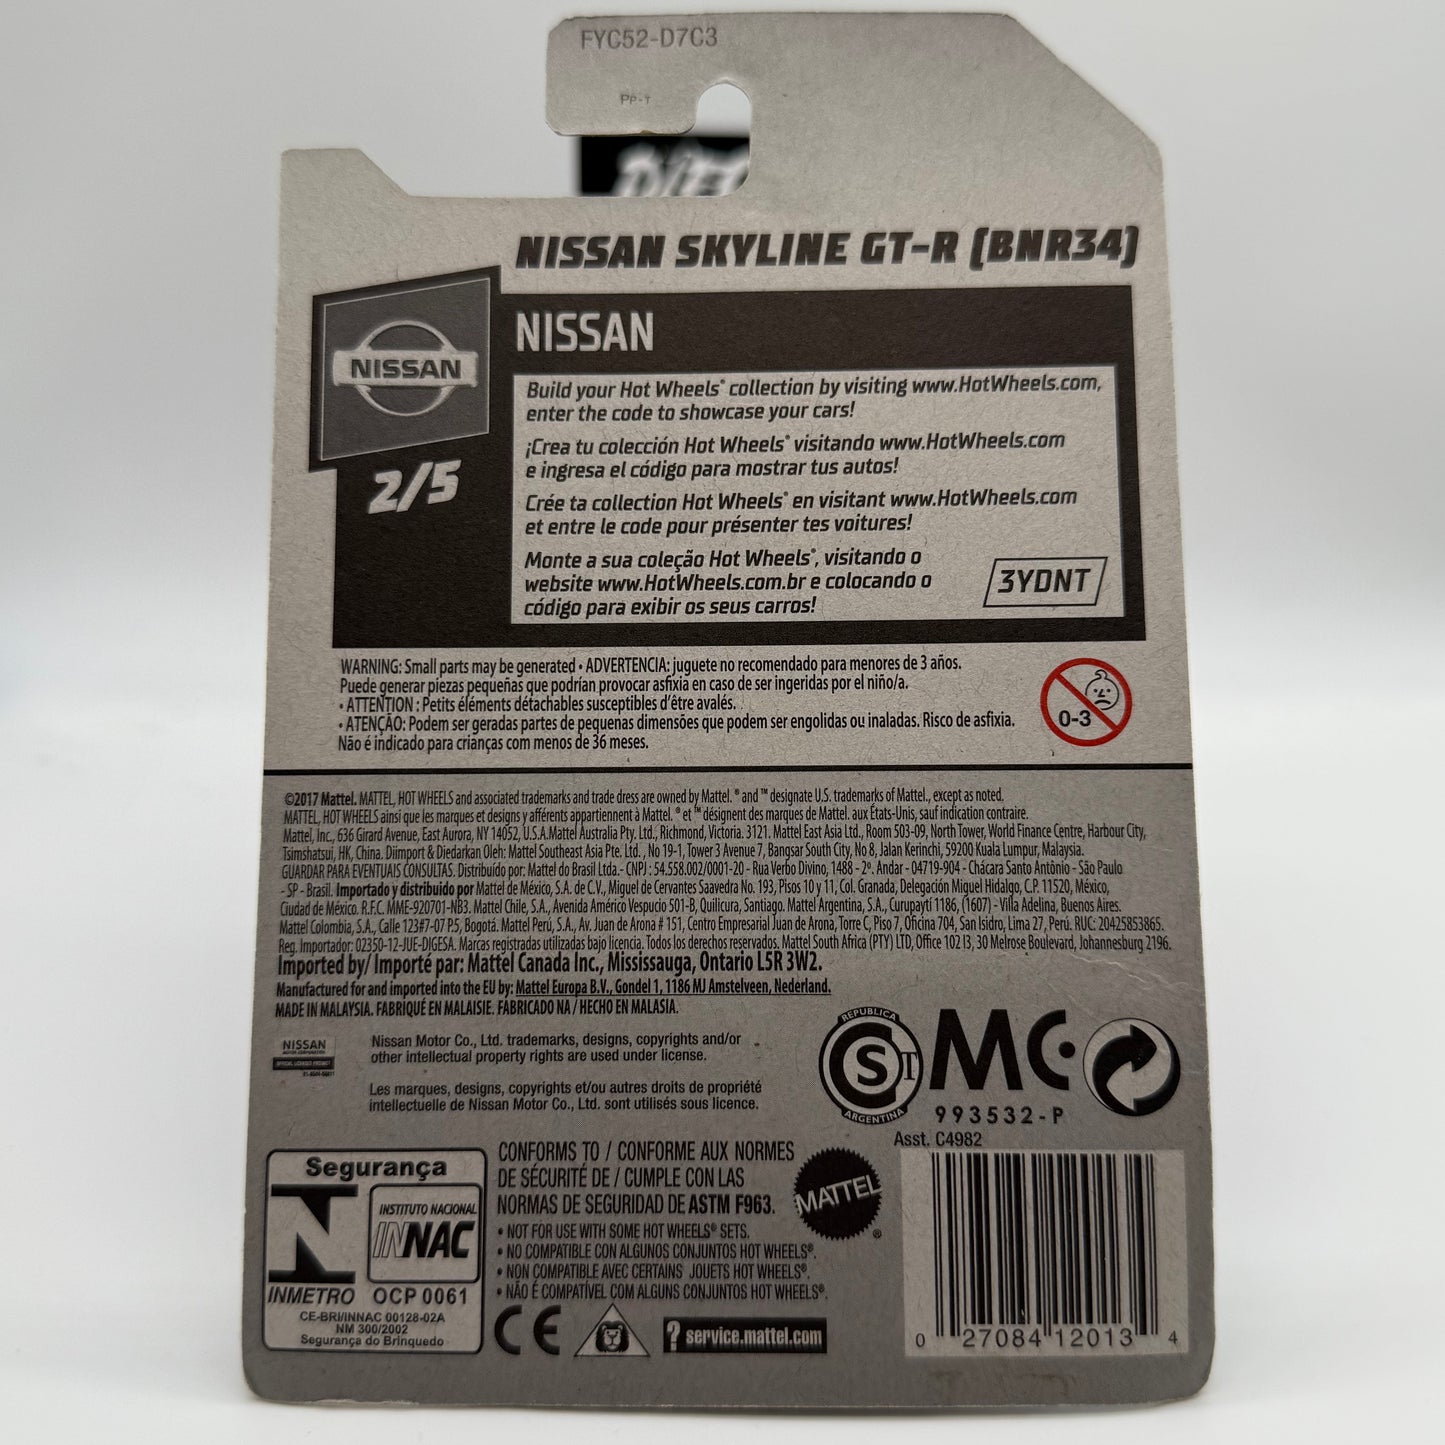 FYC52-D7C3
PP-T
NISSAN SKYLINE GT-R (BNR34)
NISSAN
NISSAN
2/5
Build your Hot Wheels® collection by visiting www.HotWheels.com,
enter the code to showcase your cars!
¡Crea tu colección Hot Wheels® visitando www.HotWheels.com
e ingresa el código para mostrar tus autos!
Crée ta collection Hot Wheels® en visitant www.HotWheels.com
et entre le code pour présenter tes voitures!
Monte a sua coleção Hot Wheels®, visitando o
website www.HotWheels.com.br e colocando o
código para exibir os seus carros!
3YDNT
WARNING: Small parts may be generated • ADVERTENCIA: juguete no recomendado para menores de 3 años.
Puede generar piezas pequeñas que podrían provocar asfixia en caso de ser ingeridas por el niño/a.
• ATTENTION : Petits éléments détachables susceptibles d'être avalés.
• ATENÇÃO: Podem ser geradas partes de pequenas dimensões que podem ser engolidas ou inaladas. Risco de asfixia.
Não é indicado para crianças com menos de 36 meses.
0-3
©2017 Mattel. MATTEL, HOT WHEELS and associated trademarks and trade dress are owned by Mattel. ® and ™ designate U.S. trademarks of Mattel., except as noted.
MATTEL, HOT WHEELS ainsi que les marques et designs y afférents appartiennent à Mattel. ® et ™ désignent des marques de Mattel. aux États-Unis, sauf indication contraire.
Mattel, Inc., 636 Girard Avenue, East Aurora, NY 14052, U.S.A.Mattel Australia Pty. Ltd., Richmond, Victoria. 3121. Mattel East Asia Ltd., Room 503-09, North Tower, World Finance Centre, Harbour City,
Tsimshatsui, HK, China. Diimport & Diedarkan Oleh: Mattel Southeast Asia Pte. Ltd. , No 19-1, Tower 3 Avenue 7, Bangsar South City, No 8, Jalan Kerinchi, 59200 Kuala Lumpur, Malaysia.
GUARDAR PARA EVENTUAIS CONSULTAS. Distribuido por: Mattel do Brasil Ltda.- CNPJ : 54.558.002/0001-20 - Rua Verbo Divino, 1488 - 2º. Andar - 04719-904 - Chácara Santo Antônio - São Paulo
- SP - Brasil. Importado y distribuido por Mattel de México, S.A. de C.V., Miguel de Cervantes Saavedra No. 193, Pisos 10 y 11, Col. Granada, Delegación Miguel Hidalgo, C.P. 11520, México,
Ciudad de México. R.F.C. MME-920701-NB3. Mattel Chile, S.A., Avenida Américo Vespucio 501-B, Quilicura, Santiago. Mattel Argentina, S.A., Curupaytí 1186, (1607) - Villa Adelina, Buenos Aires.
Mattel Colombia, S.A., Calle 123#7-07 P.5, Bogotá. Mattel Perú, S.A., Av. Juan de Arona # 151, Centro Empresarial Juan de Arona, Torre C, Piso 7, Oficina 704, San Isidro, Lima 27, Perú. RUC: 20425853865.
Reg. Importador: 02350-12-JUE-DIGESA. Marcas registradas utilizadas bajo licencia. Todos los derechos reservados. Mattel South Africa (PTY) LTD, Office 102 I3, 30 Melrose Boulevard, Johannesburg 2196.
Imported by/ Importé par: Mattel Canada Inc., Mississauga, Ontario L5R 3W2.
Manufactured for and imported into the EU by: Mattel Europa B.V., Gondel 1, 1186 MJ Amstelveen, Nederland.
MADE IN MALAYSIA. FABRIQUÉ EN MALAISIE. FABRICADO NA / HECHO EN MALASIA.
NISSAN
MOTOR CORPORATION
OFFICIAL LICENSED PRODUCT
Nissan Motor Co., Ltd. trademarks, designs, copyrights and/or
other intellectual property rights are used under license.
Les marques, designs, copyrights et/ou autres droits de propriété
intellectuelle de Nissan Motor Co., Ltd. sont utilisés sous licence.
REPUBLICA
S T
ARGENTINA
MC
993532-P
Asst. C4982
Segurança
INSTITUTO NACIONAL
INNAC
INMETRO OCP 0061
CE-BRI/INNAC 00128-02A
NM 300/2002
Segurança do Brinquedo
CONFORMS TO / CONFORME AUX NORMES
DE SÉCURITÉ DE / CUMPLE CON LAS
NORMAS DE SEGURIDAD DE ASTM F963.
• NOT FOR USE WITH SOME HOT WHEELS® SETS.
• NO COMPATIBLE CON ALGUNOS CONJUNTOS HOT WHEELS®.
• NON COMPATIBLE AVEC CERTAINS JOUETS HOT WHEELS®.
• NÃO É COMPATÍVEL COM ALGUNS CONJUNTOS HOT WHEELS®.
MATTEL®
CE
? service.mattel.com
0 27084 12013 4